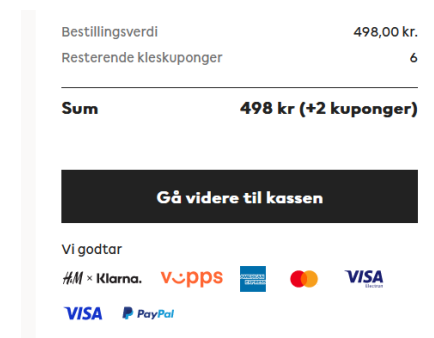 Bestillingsverdi 498,00 kr.
Resterende kleskuponger 6
Sum 498 kr (+2 kuponger)
Gå videre til kassen
Vi godtar
H&M × Klarna. vipps AMERICAN EXPRESS VISA Electron
VISA PayPal